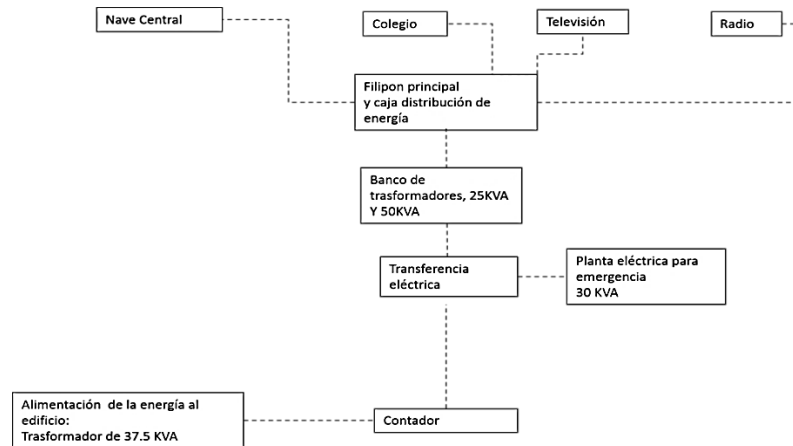 Nave Central
Colegio
Televisión
Radio
Filipon principal
y caja distribución de
energía
Banco de
trasformadores, 25KVA
Y 50KVA
Transferencia
eléctrica
Planta eléctrica para
emergencia
30 KVA
Alimentación de la energía al
edificio:
Trasformador de 37.5 KVA
Contador